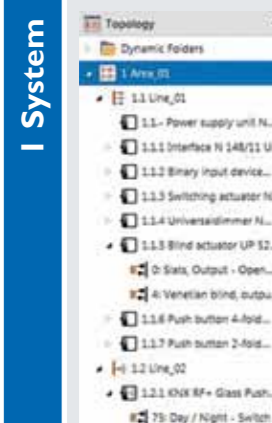 I System
Topology
Dynamic Folders
1 Area_01
1.1 Line_01
1.1.- Power supply unit N...
1.1.1 Interface N 148/11 U
1.1.2 Binary input device...
1.1.3 Switching actuator N
1.1.4 Universaldimmer N...
1.1.5 Blind actuator UP 52...
0: Slats, Output - Open...
4: Venetian blind, outpu...
1.1.6 Push button 4-fold...
1.1.7 Push button 2-fold...
1.2 Line_02
1.2.1 KNX RF+ Glass Push...
75: Day / Night - Switch